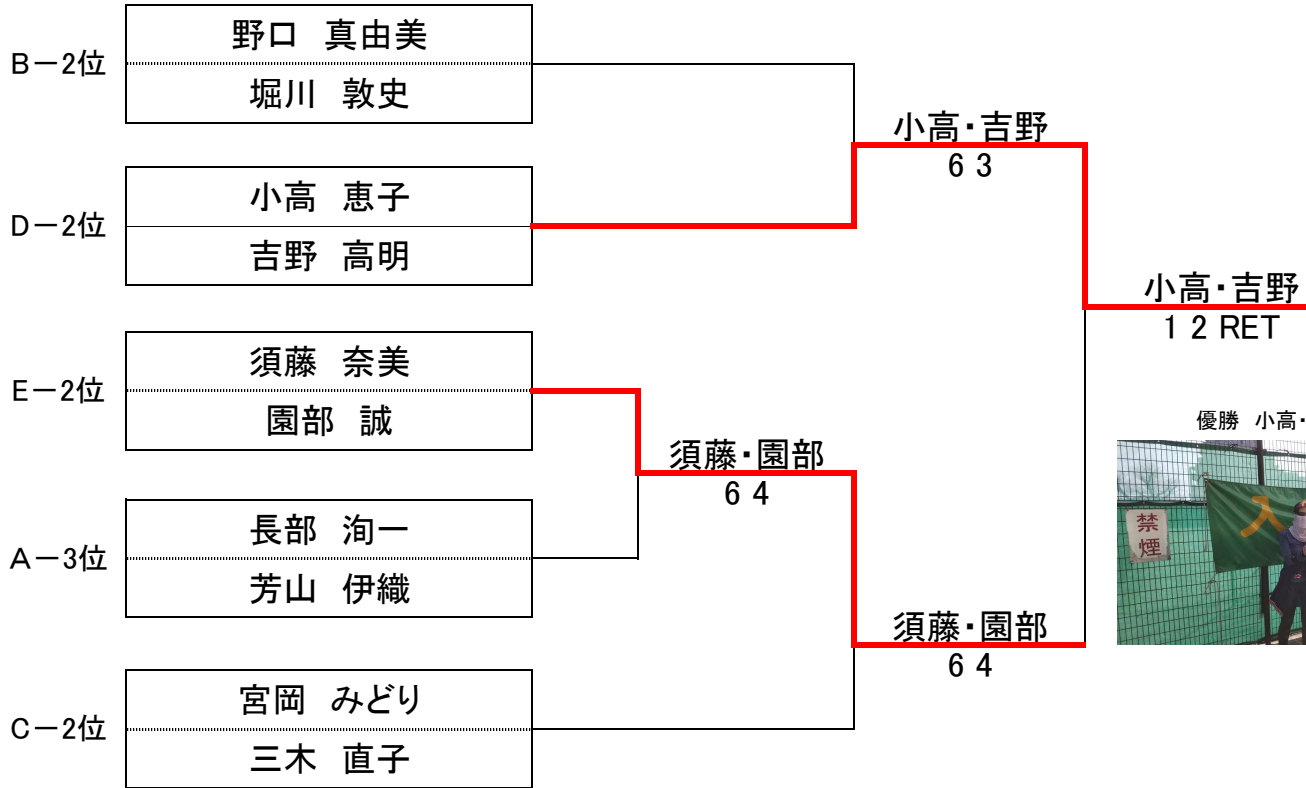 B－2位
野口　真由美
堀川　敦史
D－2位
小高　恵子
吉野　高明
E－2位
須藤　奈美
園部　誠
A－3位
長部　洵一
芳山　伊織
C－2位
宮岡　みどり
三木　直子
須藤・園部
6 4
小高・吉野
6 3
須藤・園部
6 4
小高・吉野
1 2 RET
優勝　小高・
禁煙
入